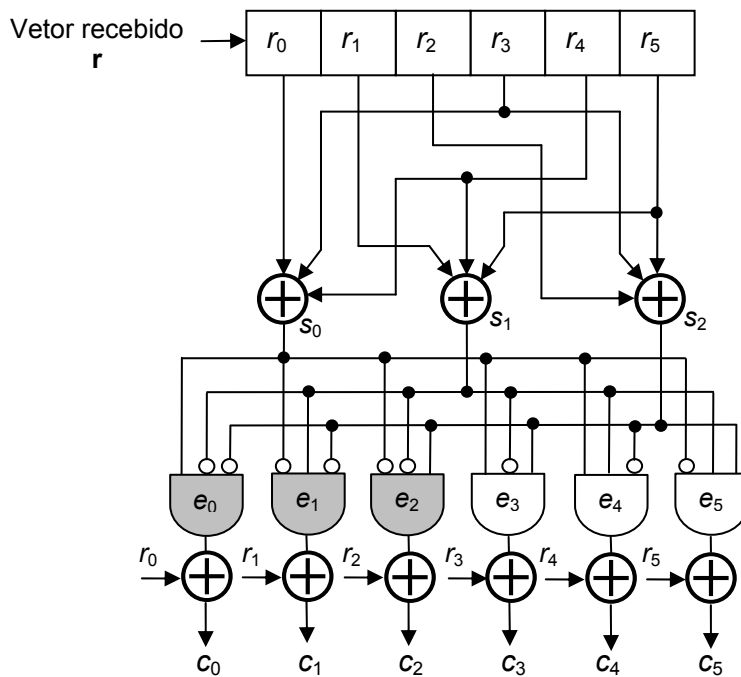 Vetor recebido
r
r0 r1 r2 r3 r4 r5
s0 s1 s2
e0 e1 e2 e3 e4 e5
r0 r1 r2 r3 r4 r5
c0 c1 c2 c3 c4 c5